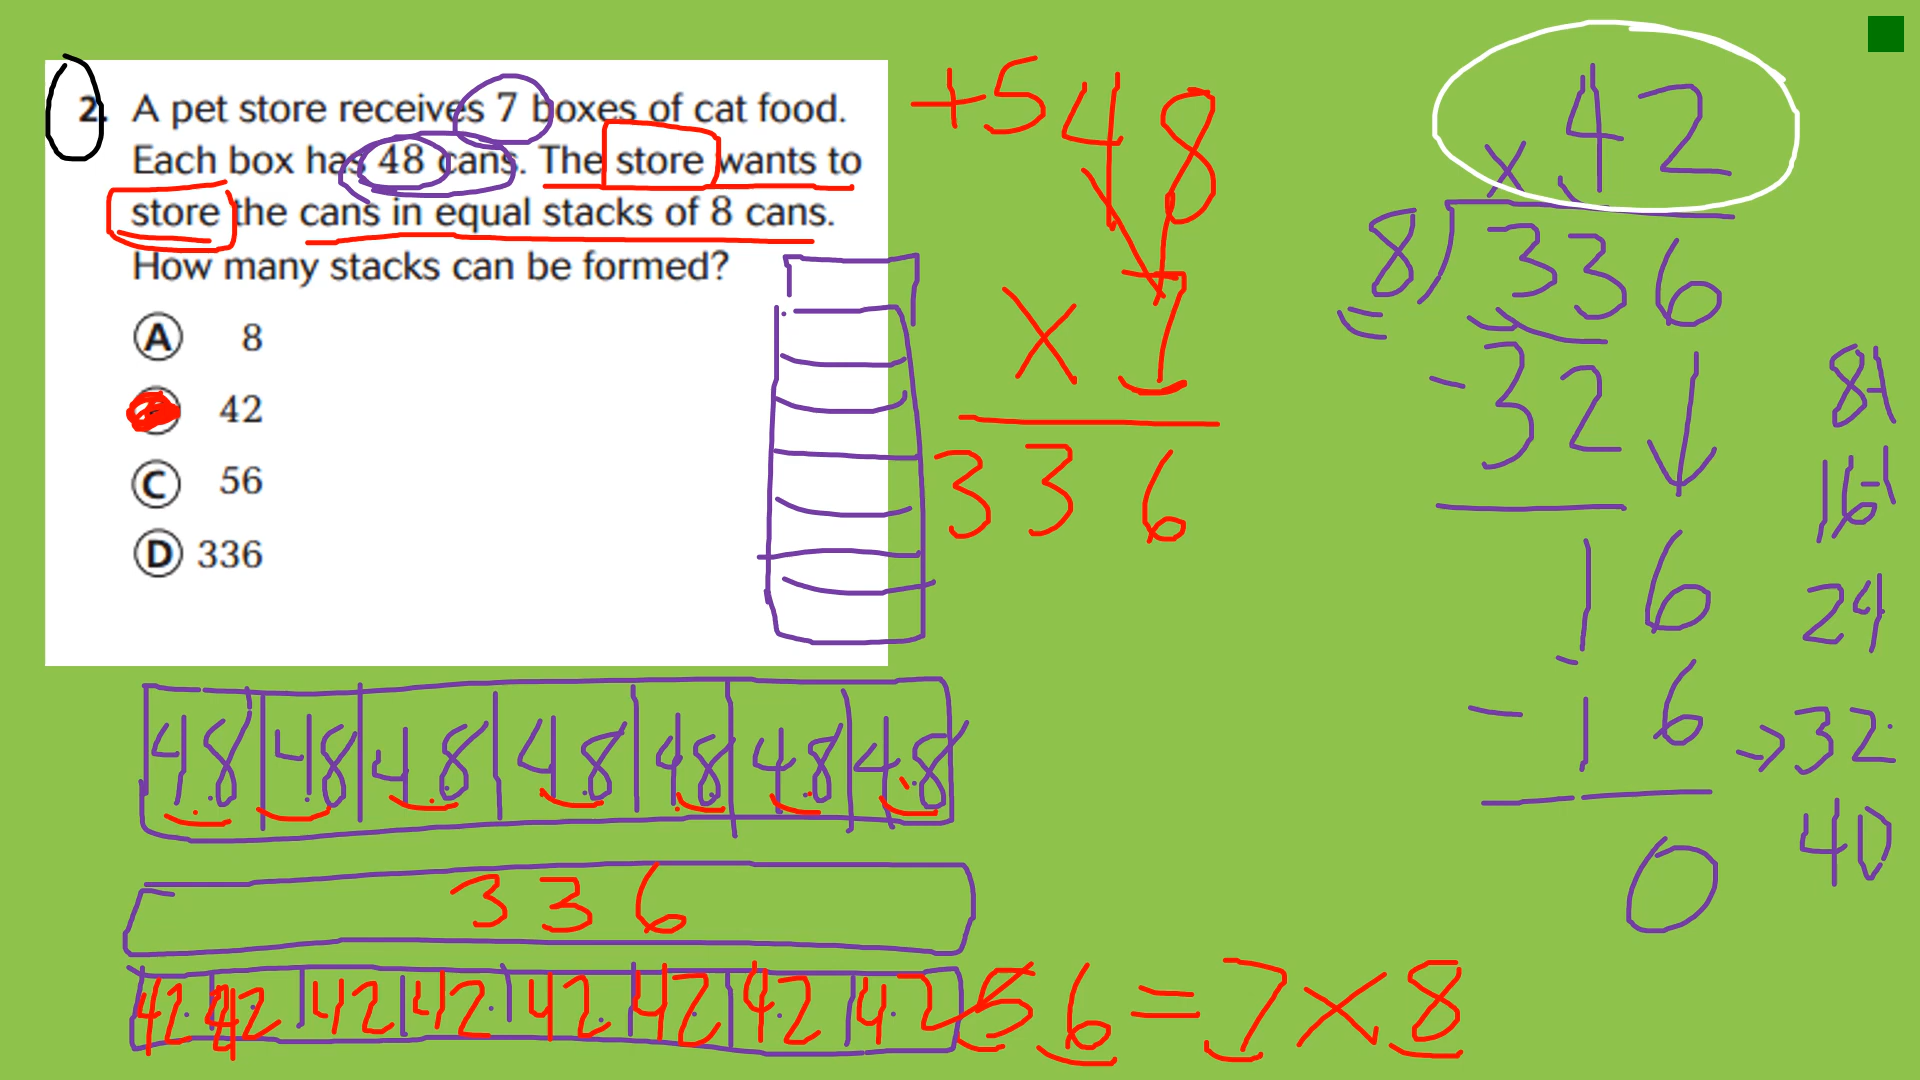 2. A pet store receives 7 boxes of cat food.
Each box has 48 cans. The store wants to
store the cans in equal stacks of 8 cans.
How many stacks can be formed?
A 8
42
C 56
D 336
+5 48
x 7
336
x 42
8)336
-32
16
-16
0
8
16
24
->32
40
48 48 48 48 48 48 48
336
42 42 42 42 42 42 42 42
56 = 7 x 8